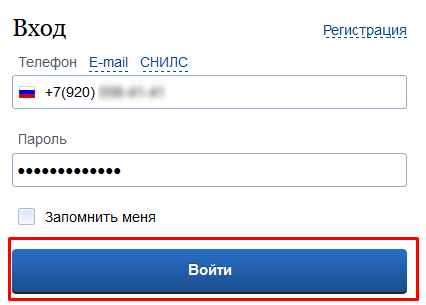 Вход
Регистрация
Телефон E-mail СНИЛС
+7(920)
Пароль
Запомнить меня
Войти